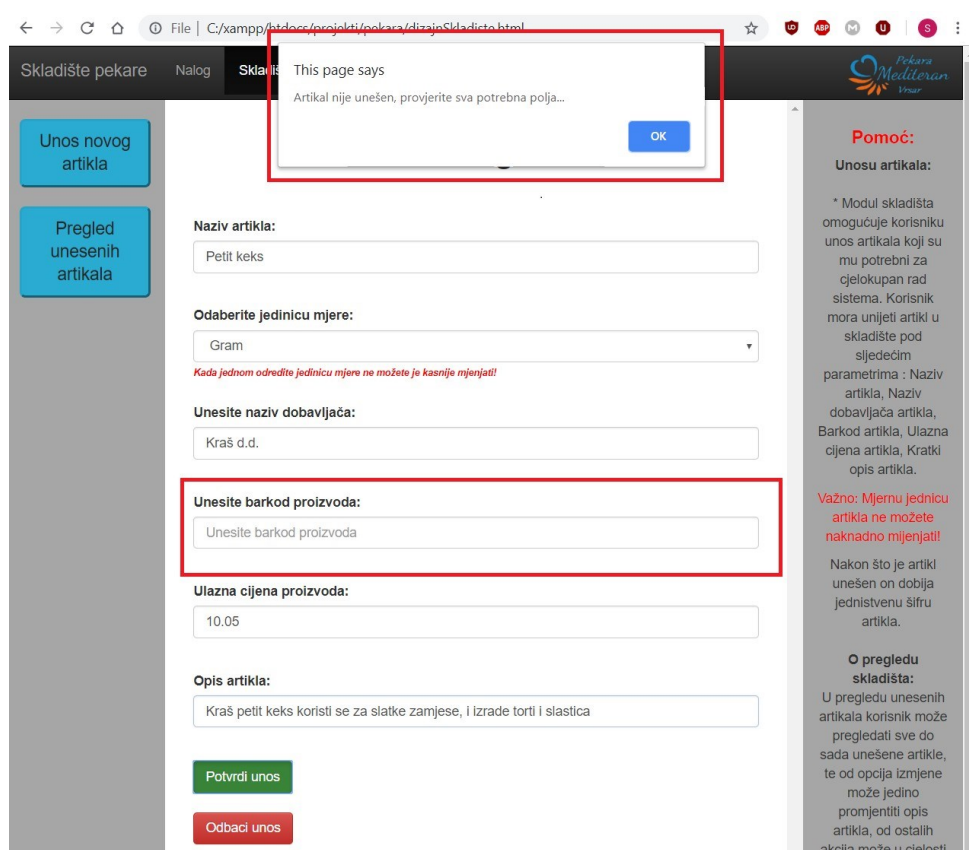 File | C:/xampp/htdocs/projekti/pekara/dizajnSkladiste.html
Skladište pekare
Nalog
This page says
Artikal nije unešen, provjerite sva potrebna polja...
OK
Pekara
Mediteran
Vrsar
Unos novog
artikla
Pregled
unesenih
artikala
Naziv artikla:
Petit keks
Odaberite jedinicu mjere:
Gram
Kada jednom odredite jedinicu mjere ne možete je kasnije mjenjati!
Unesite naziv dobavljača:
Kraš d.d.
Unesite barkod proizvoda:
Unesite barkod proizvoda
Ulazna cijena proizvoda:
10.05
Opis artikla:
Kraš petit keks koristi se za slatke zamjese, i izrade torti i slastica
Potvrdi unos
Odbaci unos
Pomoć:
Unosu artikala:
* Modul skladišta
omogućuje korisniku
unos artikala koji su
mu potrebni za
cjelokupan rad
sistema. Korisnik
mora unijeti artikl u
skladište pod
sljedećim
parametrima : Naziv
artikla, Naziv
dobavljača artikla,
Barkod artikla, Ulazna
cijena artikla, Kratki
opis artikla.
Važno: Mjernu jednicu
artikla ne možete
naknadno mijenjati!
Nakon što je artikl
unešen on dobija
jednistvenu šifru
artikla.
O pregledu
skladišta:
U pregledu unesenih
artikala korisnik može
pregledati sve do
sada unešene artikle,
te od opcija izmjene
može jedino
promjentiti opis
artikla, od ostalih
akcija može u cjelosti